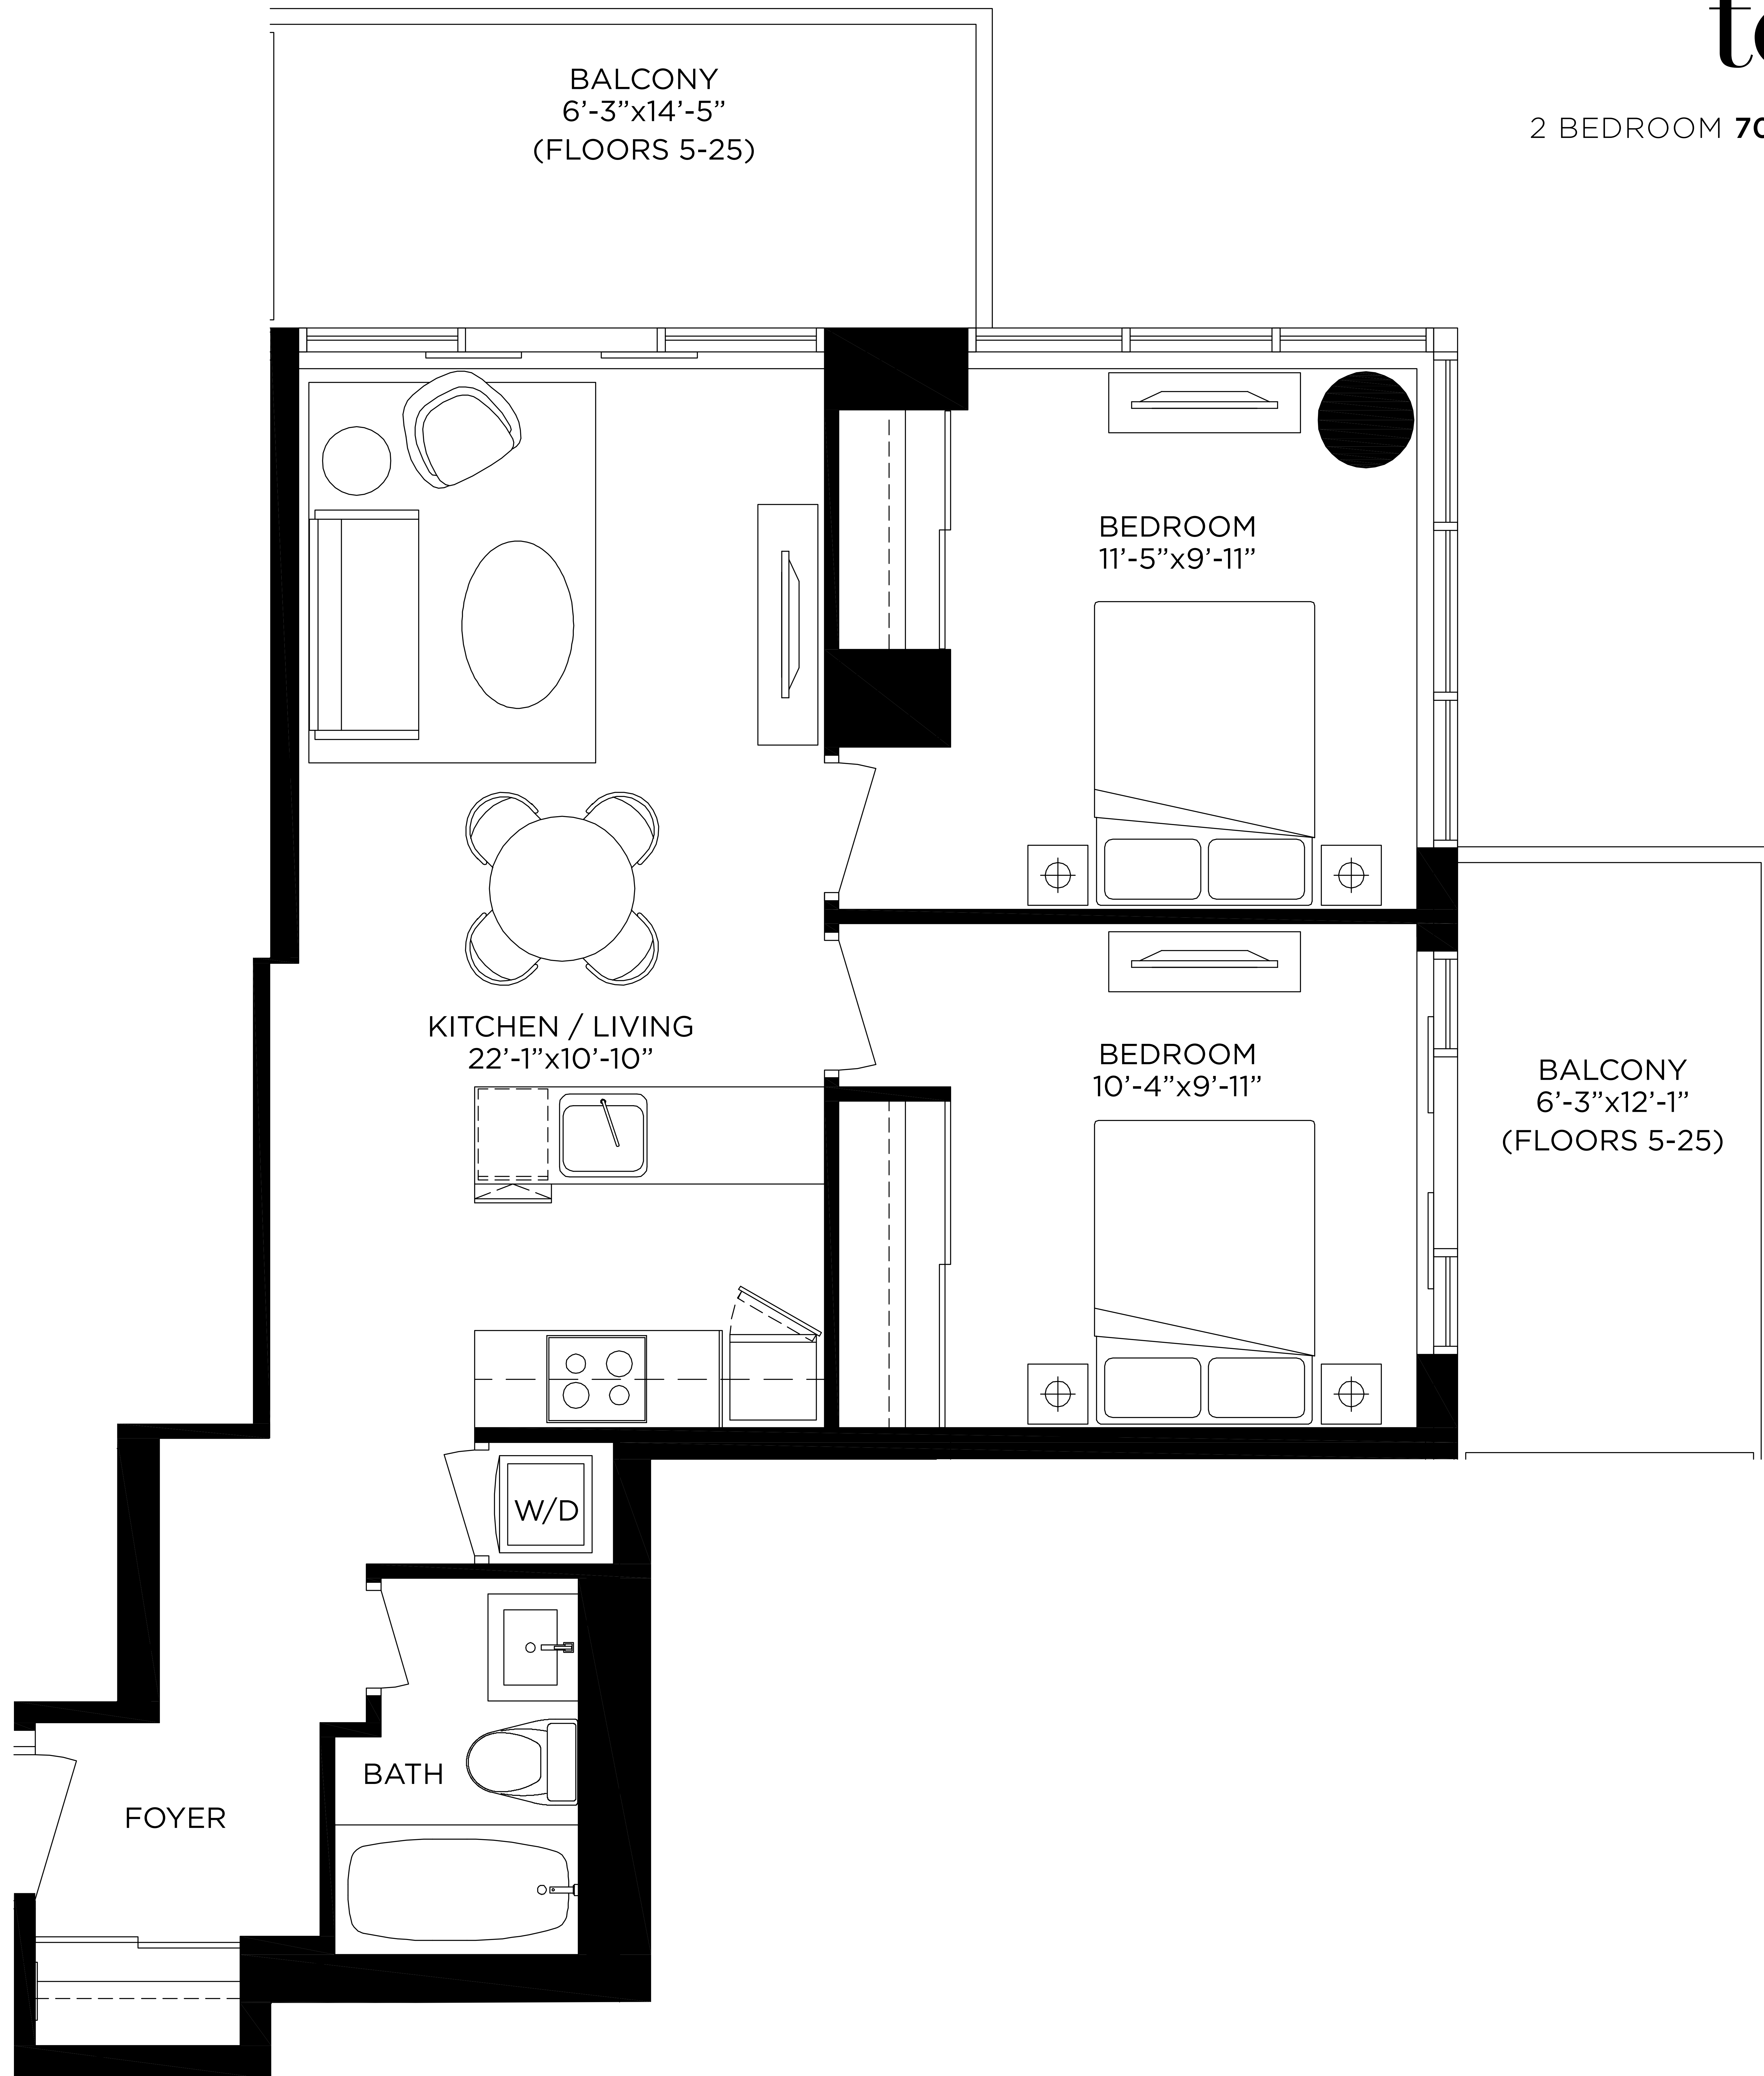 BALCONY
6’-3”x14’-5”
(FLOORS 5-25)
2 BEDROOM
BEDROOM
11’-5”x9’-11”
KITCHEN / LIVING
22’-1”x10’-10”
BEDROOM
10’-4”x9’-11”
BALCONY
6’-3”x12’-1”
(FLOORS 5-25)
W/D
BATH
FOYER